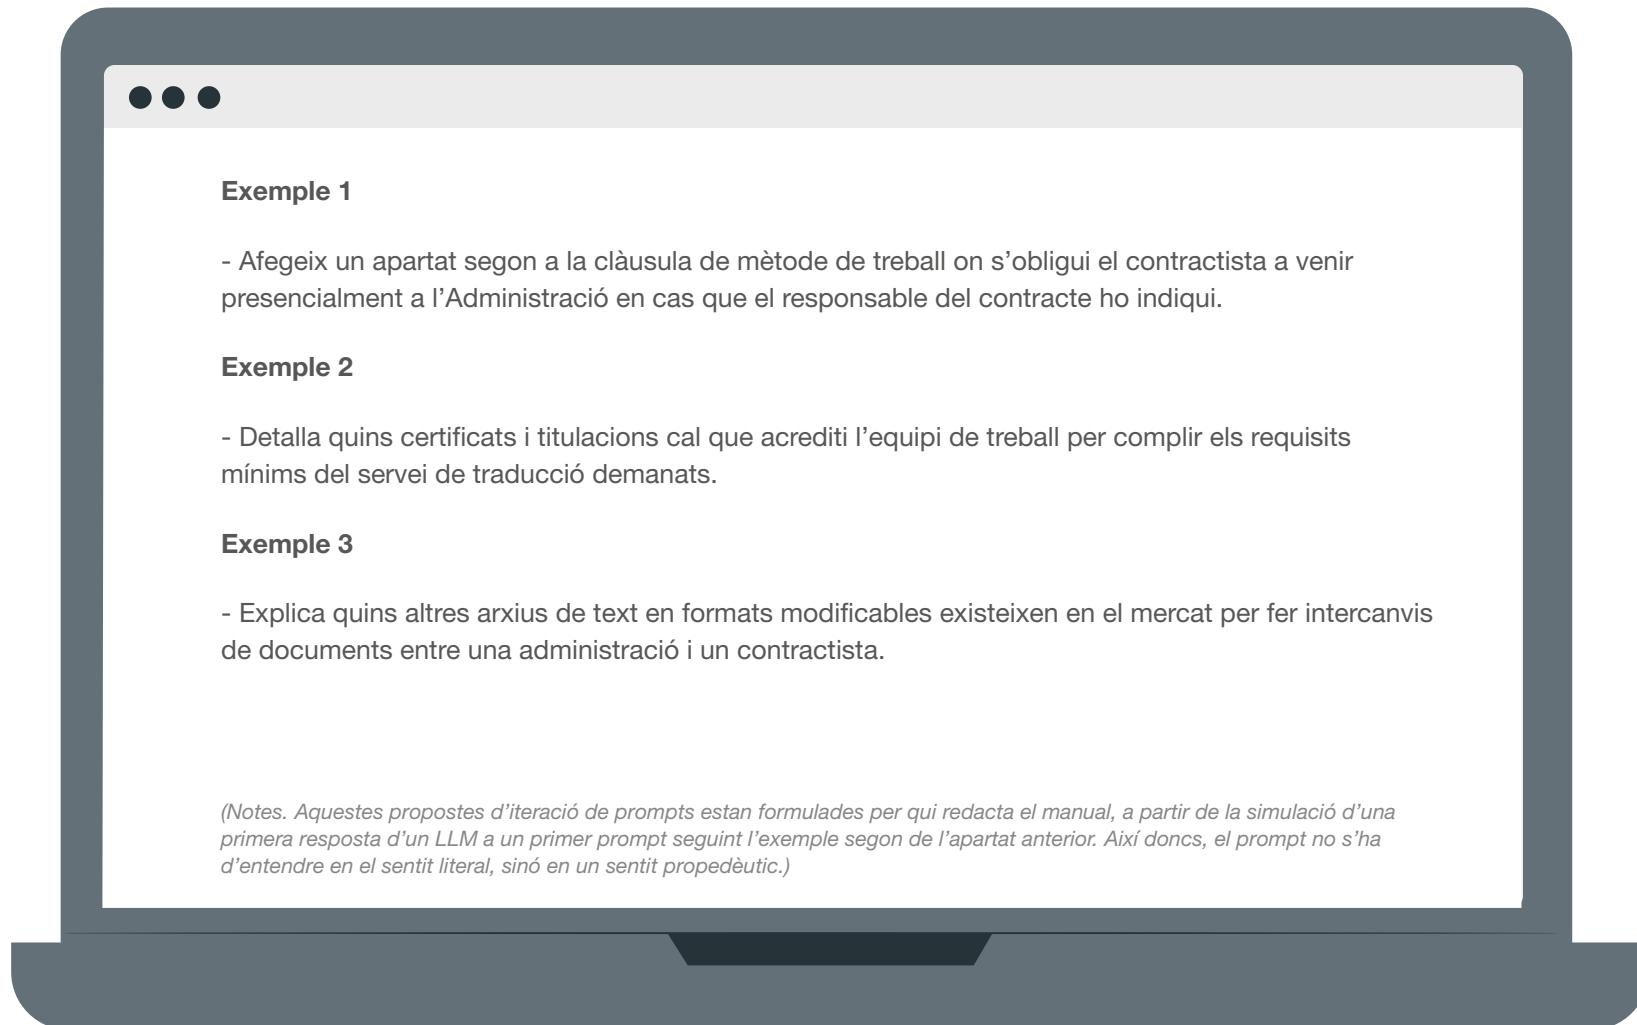 Exemple 1
- Afegeix un apartat segon a la clàusula de mètode de treball on s’obligui el contractista a venir
presencialment a l’Administració en cas que el responsable del contracte ho indiqui.
Exemple 2
- Detalla quins certificats i titulacions cal que acrediti l’equipi de treball per complir els requisits
mínims del servei de traducció demanats.
Exemple 3
- Explica quins altres arxius de text en formats modificables existeixen en el mercat per fer intercanvis
de documents entre una administració i un contractista.
(Notes. Aquestes propostes d’iteració de prompts estan formulades per qui redacta el manual, a partir de la simulació d’una
primera resposta d’un LLM a un primer prompt seguint l’exemple segon de l’apartat anterior. Així doncs, el prompt no s’ha
d’entendre en el sentit literal, sinó en un sentit propedèutic.)